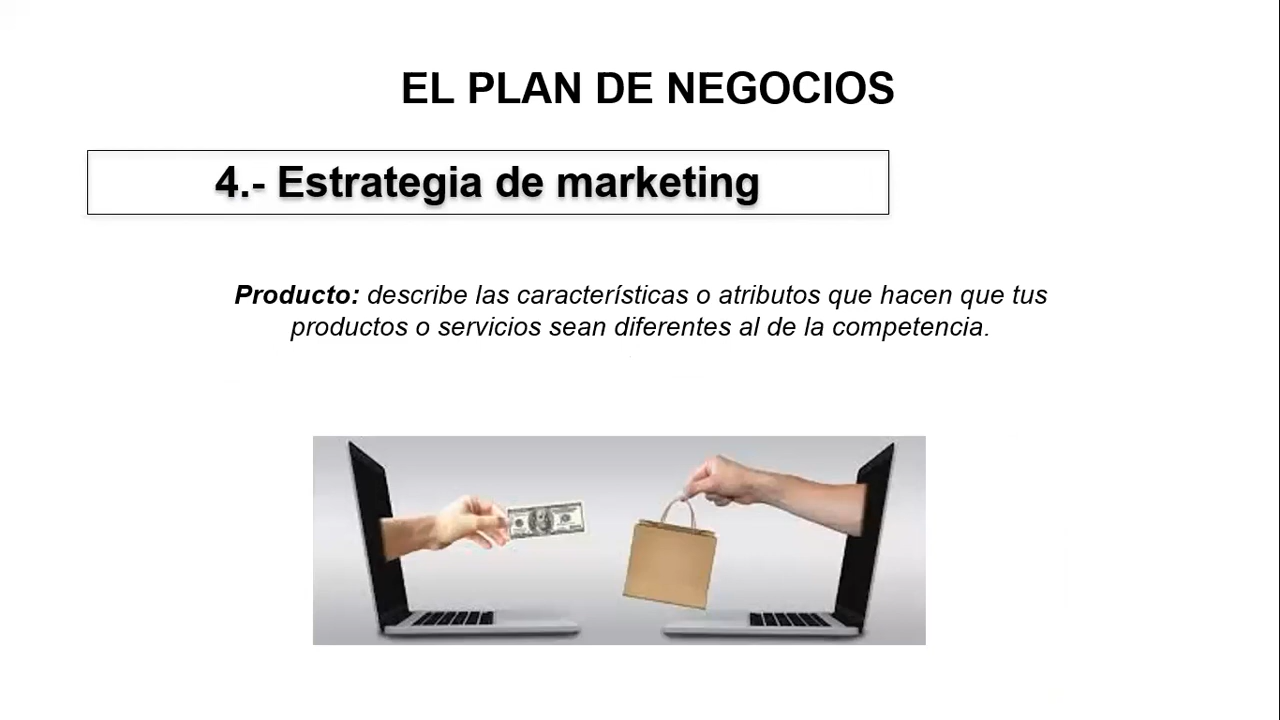 EL PLAN DE NEGOCIOS
4.- Estrategia de marketing
Producto: describe las características o atributos que hacen que tus
productos o servicios sean diferentes al de la competencia.